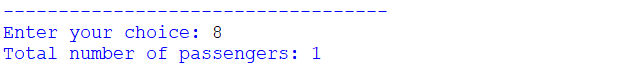 -----------------------------------
Enter your choice: 8
Total number of passengers: 1